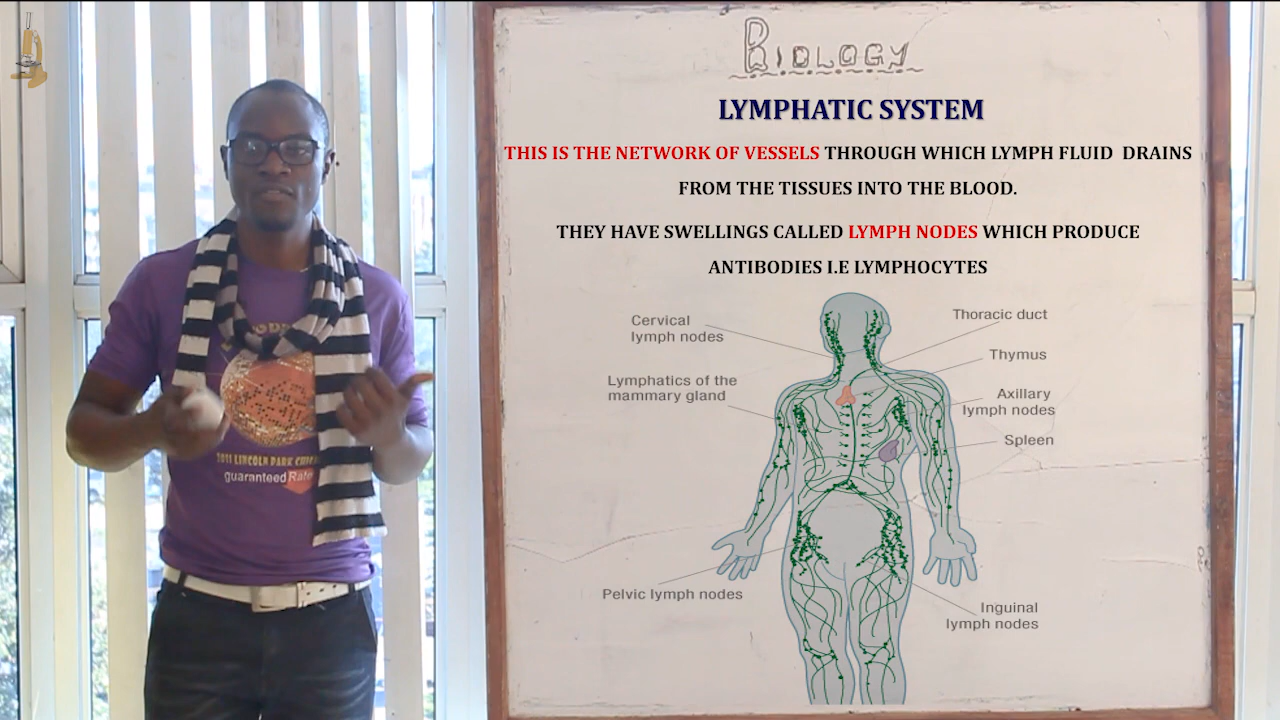 BIOLOGY
LYMPHATIC SYSTEM
THIS IS THE NETWORK OF VESSELS THROUGH WHICH LYMPH FLUID DRAINS
FROM THE TISSUES INTO THE BLOOD.
THEY HAVE SWELLINGS CALLED LYMPH NODES WHICH PRODUCE
ANTIBODIES I.E LYMPHOCYTES
Cervical
lymph nodes
Thoracic duct
Thymus
Lymphatics of the
mammary gland
Axillary
lymph nodes
Spleen
Pelvic lymph nodes
Inguinal
lymph nodes
2011 LINCOLN PARK
guaranteed Rate